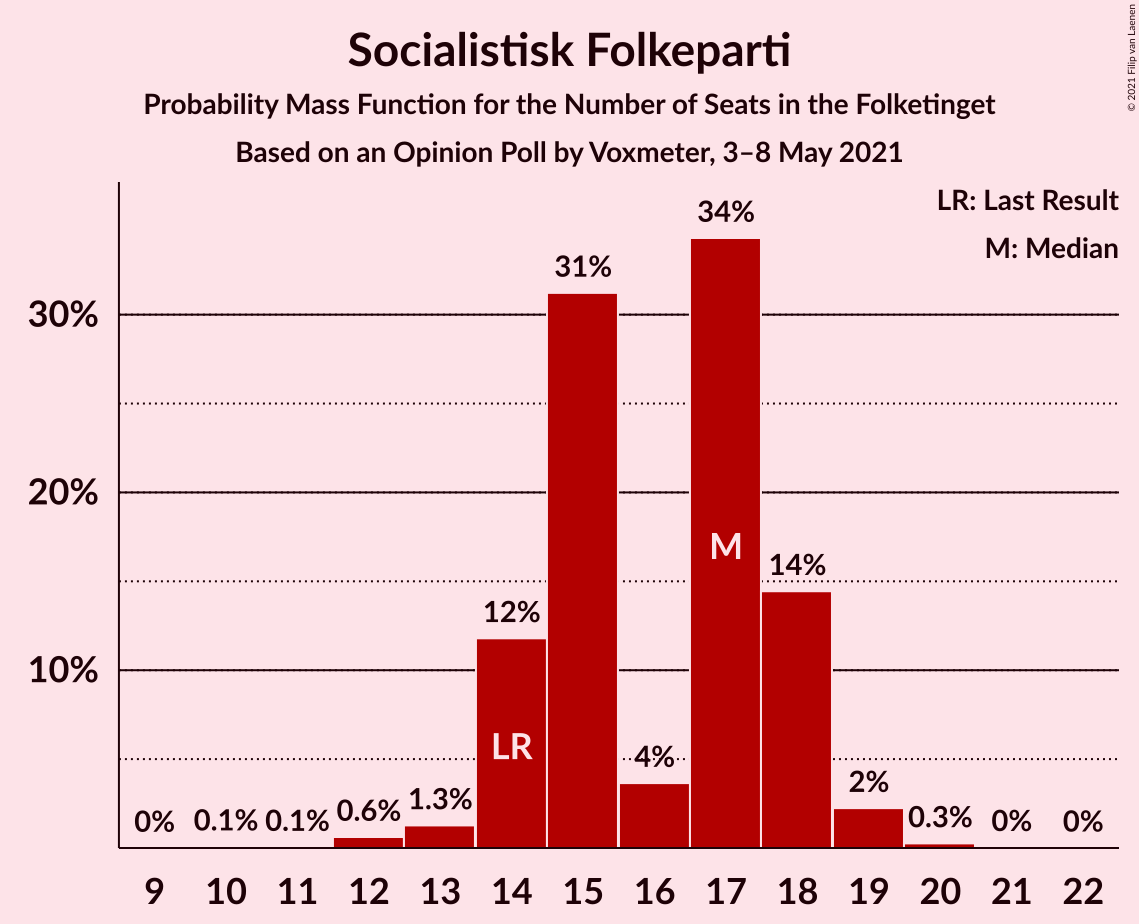 Socialistisk Folkeparti
Probability Mass Function for the Number of Seats in the Folketinget
Based on an Opinion Poll by Voxmeter, 3–8 May 2021
© 2021 Filip van Laenen
LR: Last Result
M: Median
30%
20%
10%
0%
0.1%
0.1%
0.6%
1.3%
12%
31%
4%
34%
14%
2%
0.3%
0%
0%
LR
M
9 10 11 12 13 14 15 16 17 18 19 20 21 22